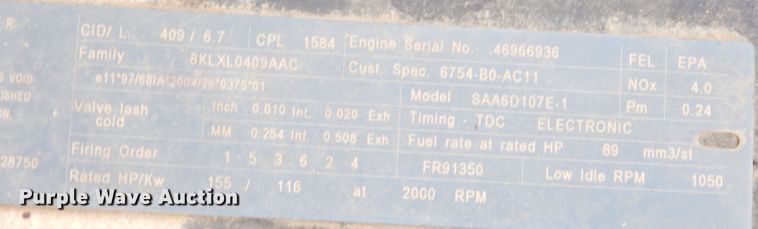 R.
CID/ L. 409 / 6.7 CPL 1584 Engine Serial No. 46966936
Family 8KLXL0409AAC Cust. Spec. 6754-B0-AC11 FEL EPA
e11*97/68IA*2004/26*0375*01 Model SAA6D107E-1 NOx 4.0
S VOID
Valve lash cold Inch 0.010 Int. 0.020 Exh Timing - TDC ELECTRONIC Pm 0.24
ISHED
ON.
MM 0.254 Int. 0.508 Exh Fuel rate at rated HP 89 mm3/st
28750 Firing Order 1 5 3 6 2 4 FR91350 Low Idle RPM 1050
Rated HP/Kw 155 / 116 at 2000 RPM
Purple Wave Auction